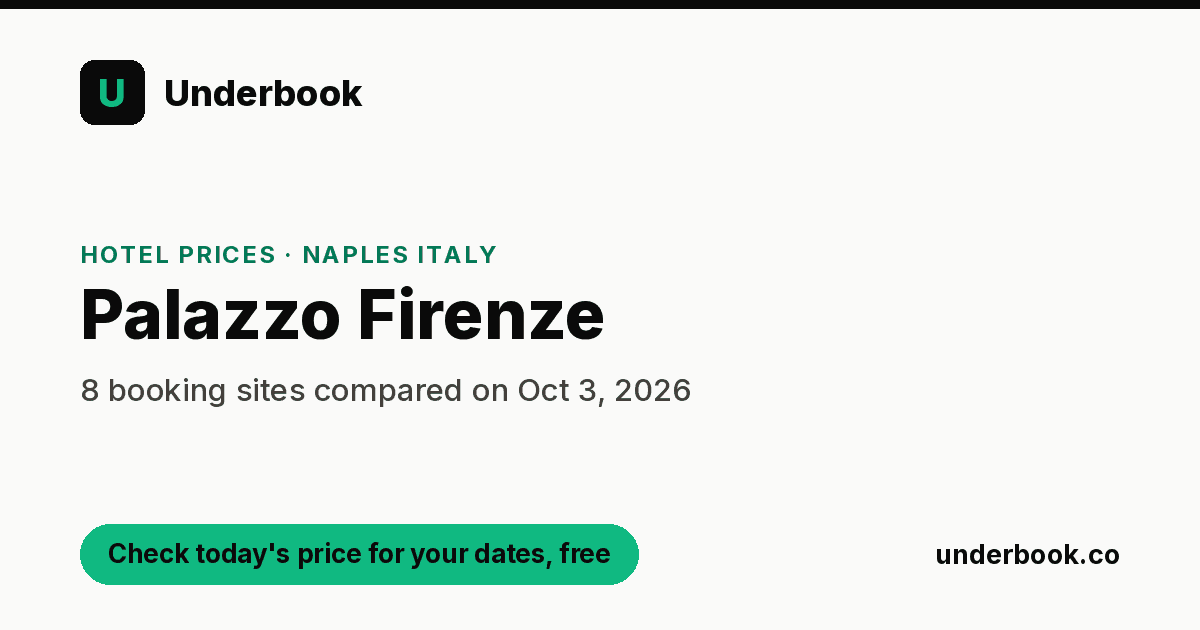 U Underbook
HOTEL PRICES · NAPLES ITALY
Palazzo Firenze
8 booking sites compared on Oct 3, 2026
Check today's price for your dates, free
underbook.co